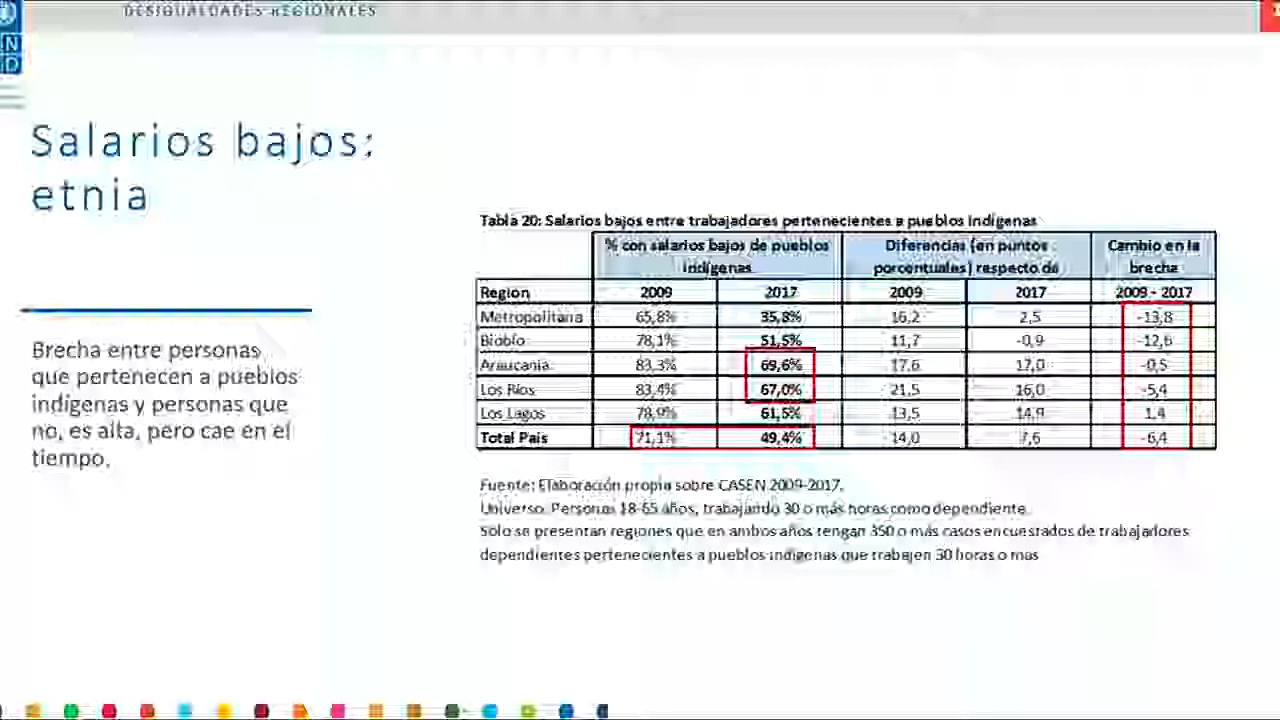 DESIGUALDADES REGIONALES
N
D
Salarios bajos:
etnia
Brecha entre personas
que pertenecen a pueblos
indígenas y personas que
no, es alta, pero cae en el
tiempo.
Tabla 20: Salarios bajos entre trabajadores pertenecientes a pueblos indígenas
% con salarios bajos de pueblos indígenas Diferencias (en puntos porcentuales) respecto de Cambio en la brecha
Región 2009 2017 2009 2017 2009 - 2017
Metropolitana 65,8% 35,8% 16,2 2,5 -13,8
Biobío 78,1% 51,5% 11,7 -0,9 -12,6
Araucanía 83,3% 69,6% 17,6 17,0 -0,5
Los Ríos 83,4% 67,0% 21,5 16,0 -5,4
Los Lagos 78,9% 61,5% 13,5 14,9 1,4
Total País 71,1% 49,4% 14,0 7,6 -6,4
Fuente: Elaboración propia sobre CASEN 2009-2017.
Universo: Personas 18-65 años, trabajando 30 o más horas como dependiente.
Sólo se presentan regiones que en ambos años tengan 350 o más casos encuestados de trabajadores
dependientes pertenecientes a pueblos indígenas que trabajen 30 horas o mas